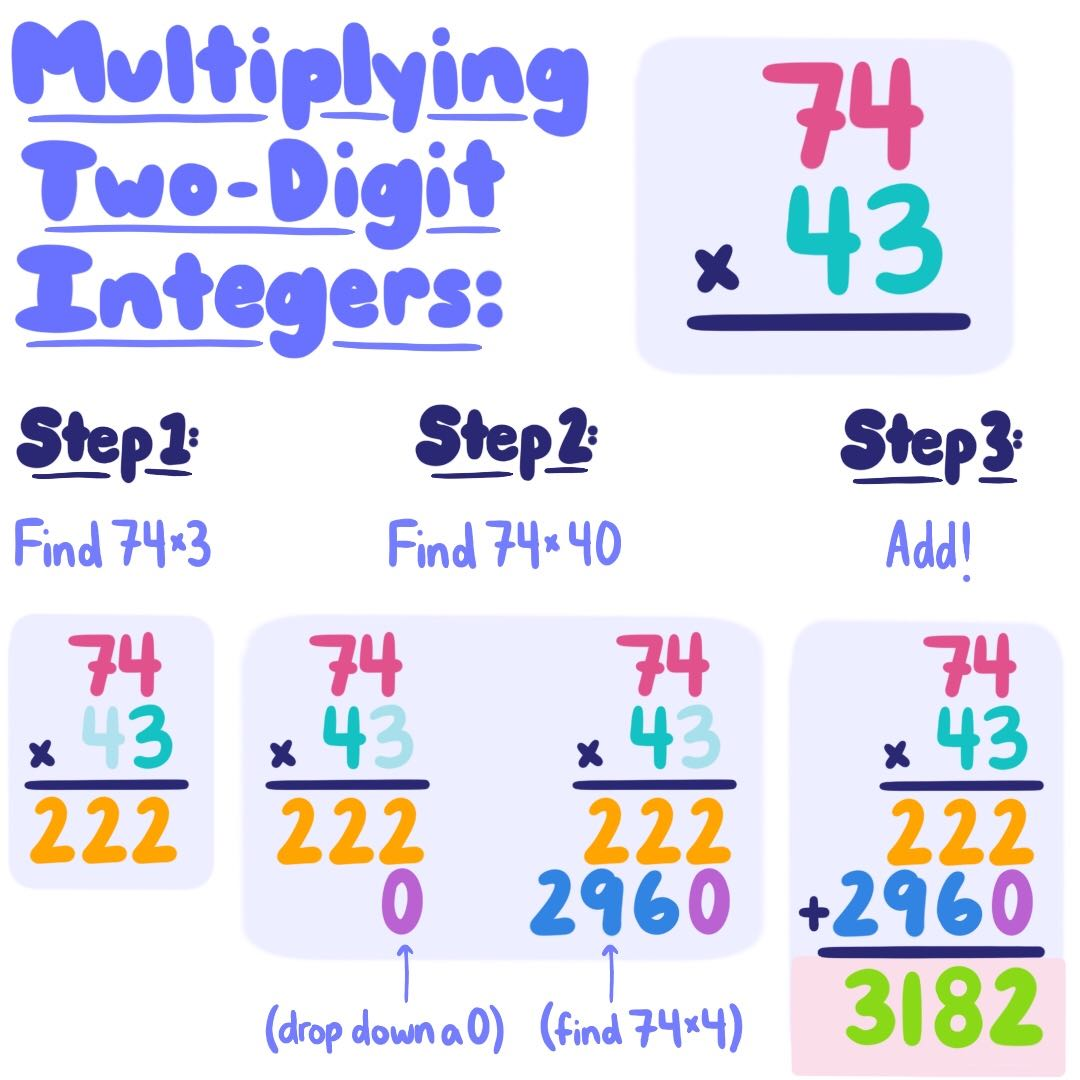 Multiplying
Two-Digit
Integers:
74
x 43
Step 1:
Find 74x3
74
x 43
222
Step 2:
Find 74x40
74
x 43
222
0
(drop down a 0)
74
x 43
222
2960
(find 74x4)
Step 3:
Add!
74
x 43
222
+2960
3182